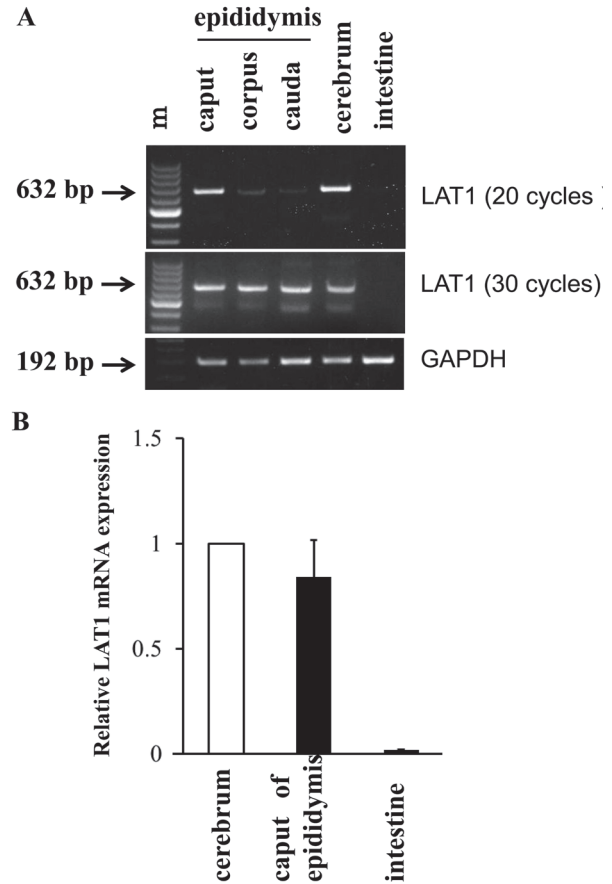 A
epididymis
m
caput
corpus
cauda
cerebrum
intestine
632 bp
LAT1 (20 cycles )
632 bp
LAT1 (30 cycles)
192 bp
GAPDH
B
Relative LAT1 mRNA expression
1.5
1
0.5
0
cerebrum
caput of
epididymis
intestine